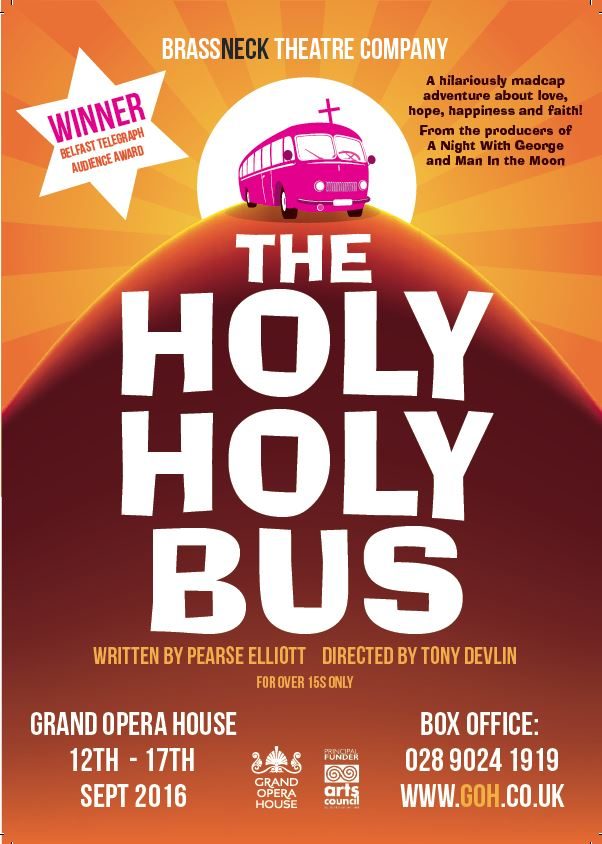 BRASSNECK THEATRE COMPANY
WINNER
BELFAST TELEGRAPH
AUDIENCE AWARD
A hilariously madcap
adventure about love,
hope, happiness and faith!
From the producers of
A Night With George
and Man In the Moon
THE
HOLY
HOLY
BUS
WRITTEN BY PEARSE ELLIOTT DIRECTED BY TONY DEVLIN
FOR OVER 15S ONLY
GRAND OPERA HOUSE
12TH - 17TH
SEPT 2016
GRAND
OPERA
HOUSE
PRINCIPAL
FUNDER
arts
council
BOX OFFICE:
028 9024 1919
WWW.GOH.CO.UK